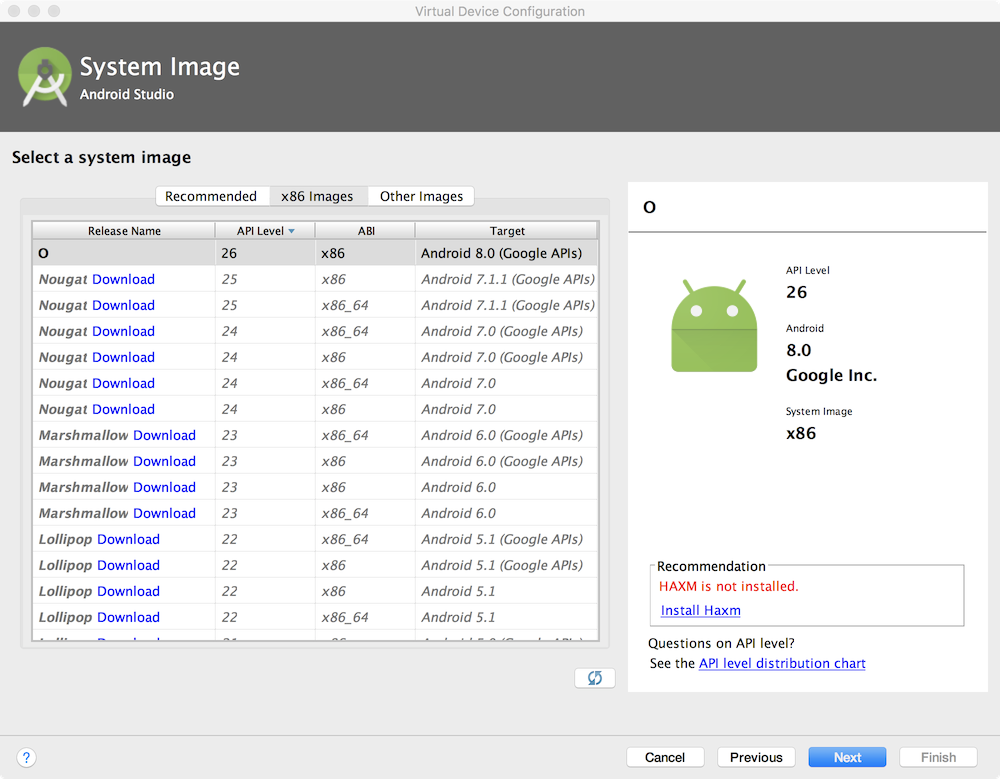 Virtual Device Configuration
System Image
Android Studio
Select a system image
Recommended x86 Images Other Images
Release Name API Level ABI Target
O 26 x86 Android 8.0 (Google APIs)
Nougat Download 25 x86 Android 7.1.1 (Google APIs)
Nougat Download 25 x86_64 Android 7.1.1 (Google APIs)
Nougat Download 24 x86_64 Android 7.0 (Google APIs)
Nougat Download 24 x86 Android 7.0 (Google APIs)
Nougat Download 24 x86_64 Android 7.0
Nougat Download 24 x86 Android 7.0
Marshmallow Download 23 x86_64 Android 6.0 (Google APIs)
Marshmallow Download 23 x86 Android 6.0 (Google APIs)
Marshmallow Download 23 x86 Android 6.0
Marshmallow Download 23 x86_64 Android 6.0
Lollipop Download 22 x86_64 Android 5.1 (Google APIs)
Lollipop Download 22 x86 Android 5.1 (Google APIs)
Lollipop Download 22 x86 Android 5.1
Lollipop Download 22 x86_64 Android 5.1
O
API Level
26
Android
8.0
Google Inc.
System Image
x86
Recommendation
HAXM is not installed.
Install Haxm
Questions on API level?
See the API level distribution chart
? Cancel Previous Next Finish